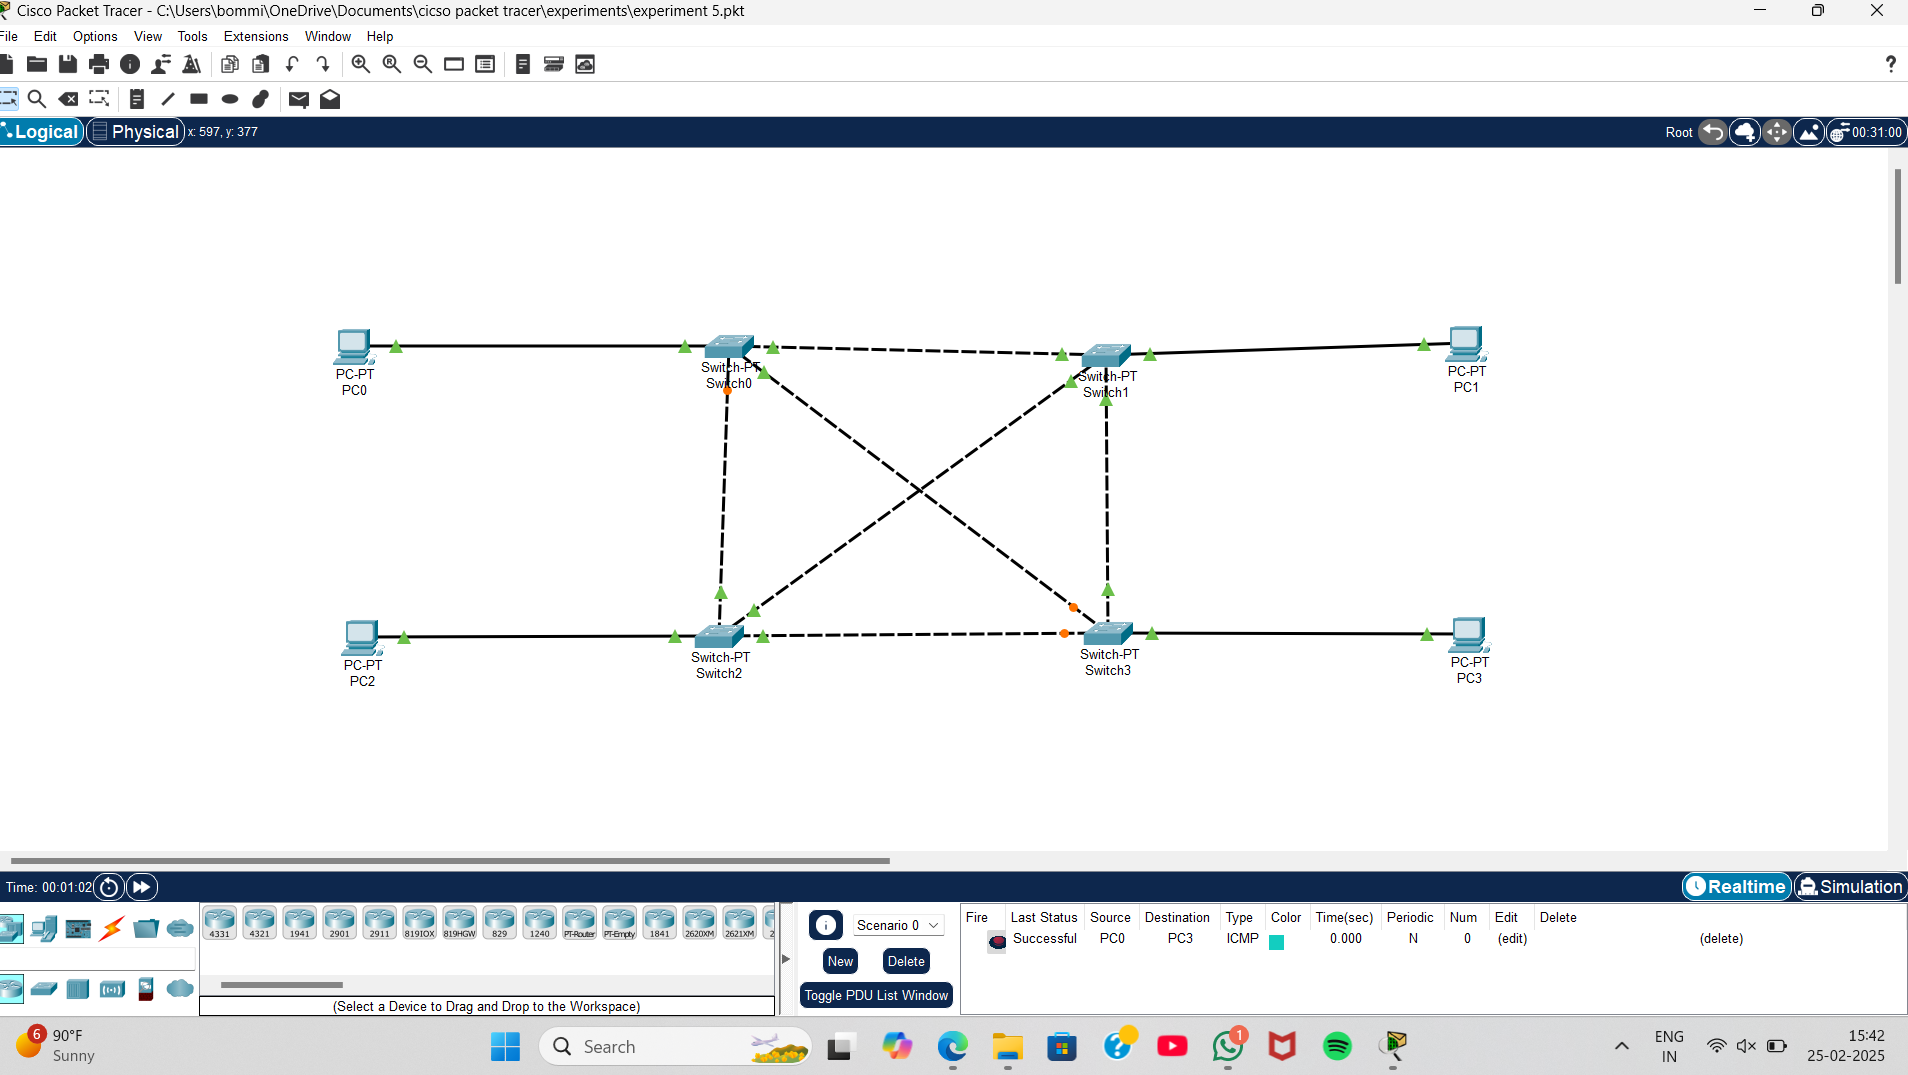 Cisco Packet Tracer - C:\Users\bommi\OneDrive\Documents\cicso packet tracer\experiments\experiment 5.pkt
File Edit Options View Tools Extensions Window Help
?
Logical Physical x: 597, y: 377 Root 00:31:00
PC-PT
PC0
Switch-PT
Switch0
Switch-PT
Switch1
PC-PT
PC1
PC-PT
PC2
Switch-PT
Switch2
Switch-PT
Switch3
PC-PT
PC3
Time: 00:01:02 Realtime Simulation
4331 4321 1941 2901 2911 819IOX 819HGW 829 1240 PT-Router PT-Empty 1841 2620XM 2621XM 2
(Select a Device to Drag and Drop to the Workspace)
Scenario 0
New Delete
Toggle PDU List Window
Fire Last Status Source Destination Type Color Time(sec) Periodic Num Edit Delete
Successful PC0 PC3 ICMP 0.000 N 0 (edit) (delete)
6 90°F
Sunny
Search
1
ENG
IN
15:42
25-02-2025